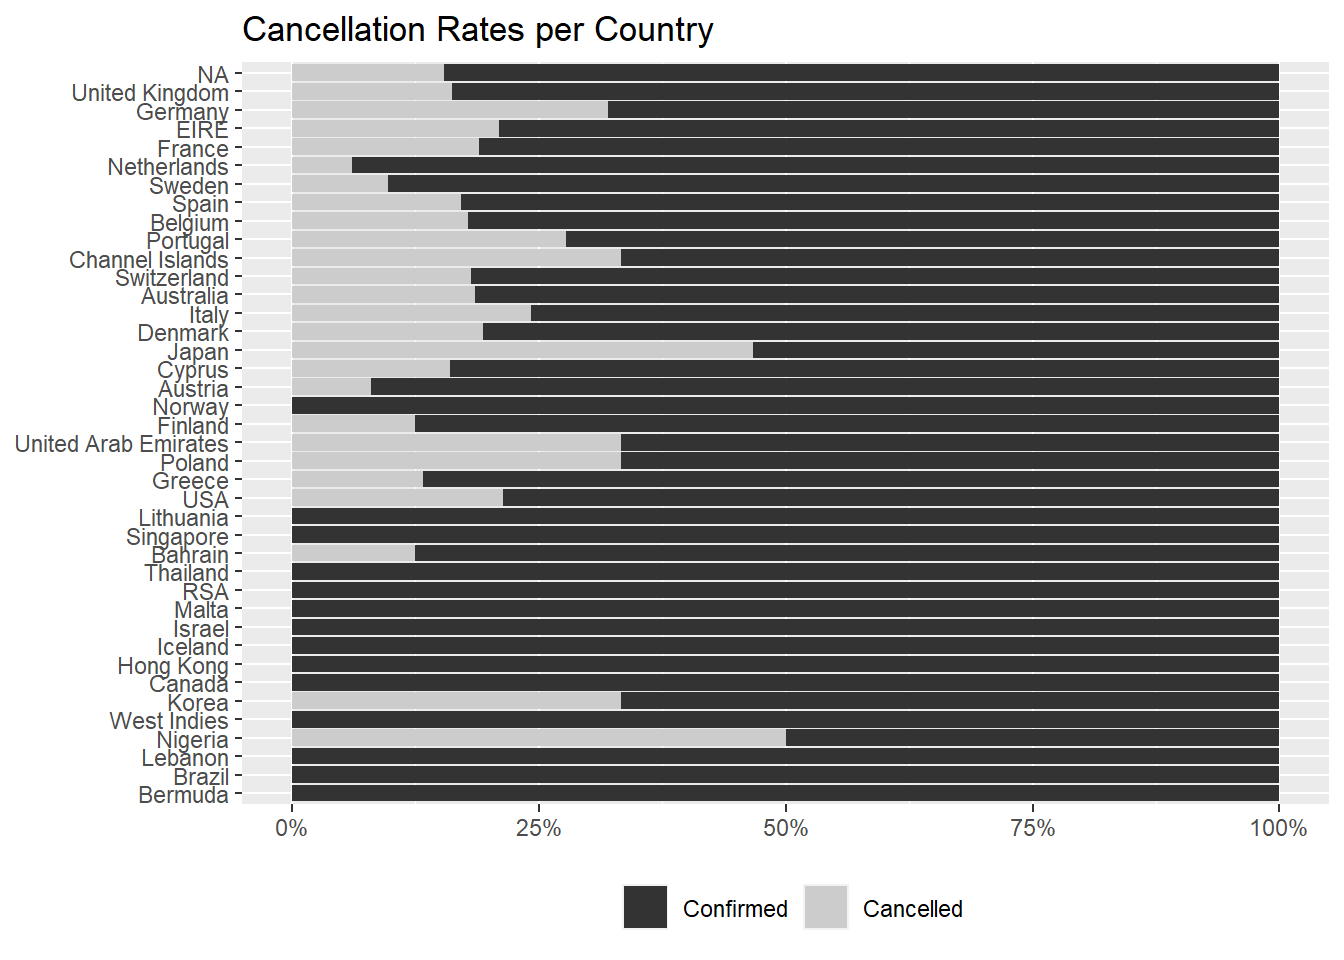 Cancellation Rates per Country
NA
United Kingdom
Germany
EIRE
France
Netherlands
Sweden
Spain
Belgium
Portugal
Channel Islands
Switzerland
Australia
Italy
Denmark
Japan
Cyprus
Austria
Norway
Finland
United Arab Emirates
Poland
Greece
USA
Lithuania
Singapore
Bahrain
Thailand
RSA
Malta
Israel
Iceland
Hong Kong
Canada
Korea
West Indies
Nigeria
Lebanon
Brazil
Bermuda
0% 25% 50% 75% 100%
Confirmed Cancelled